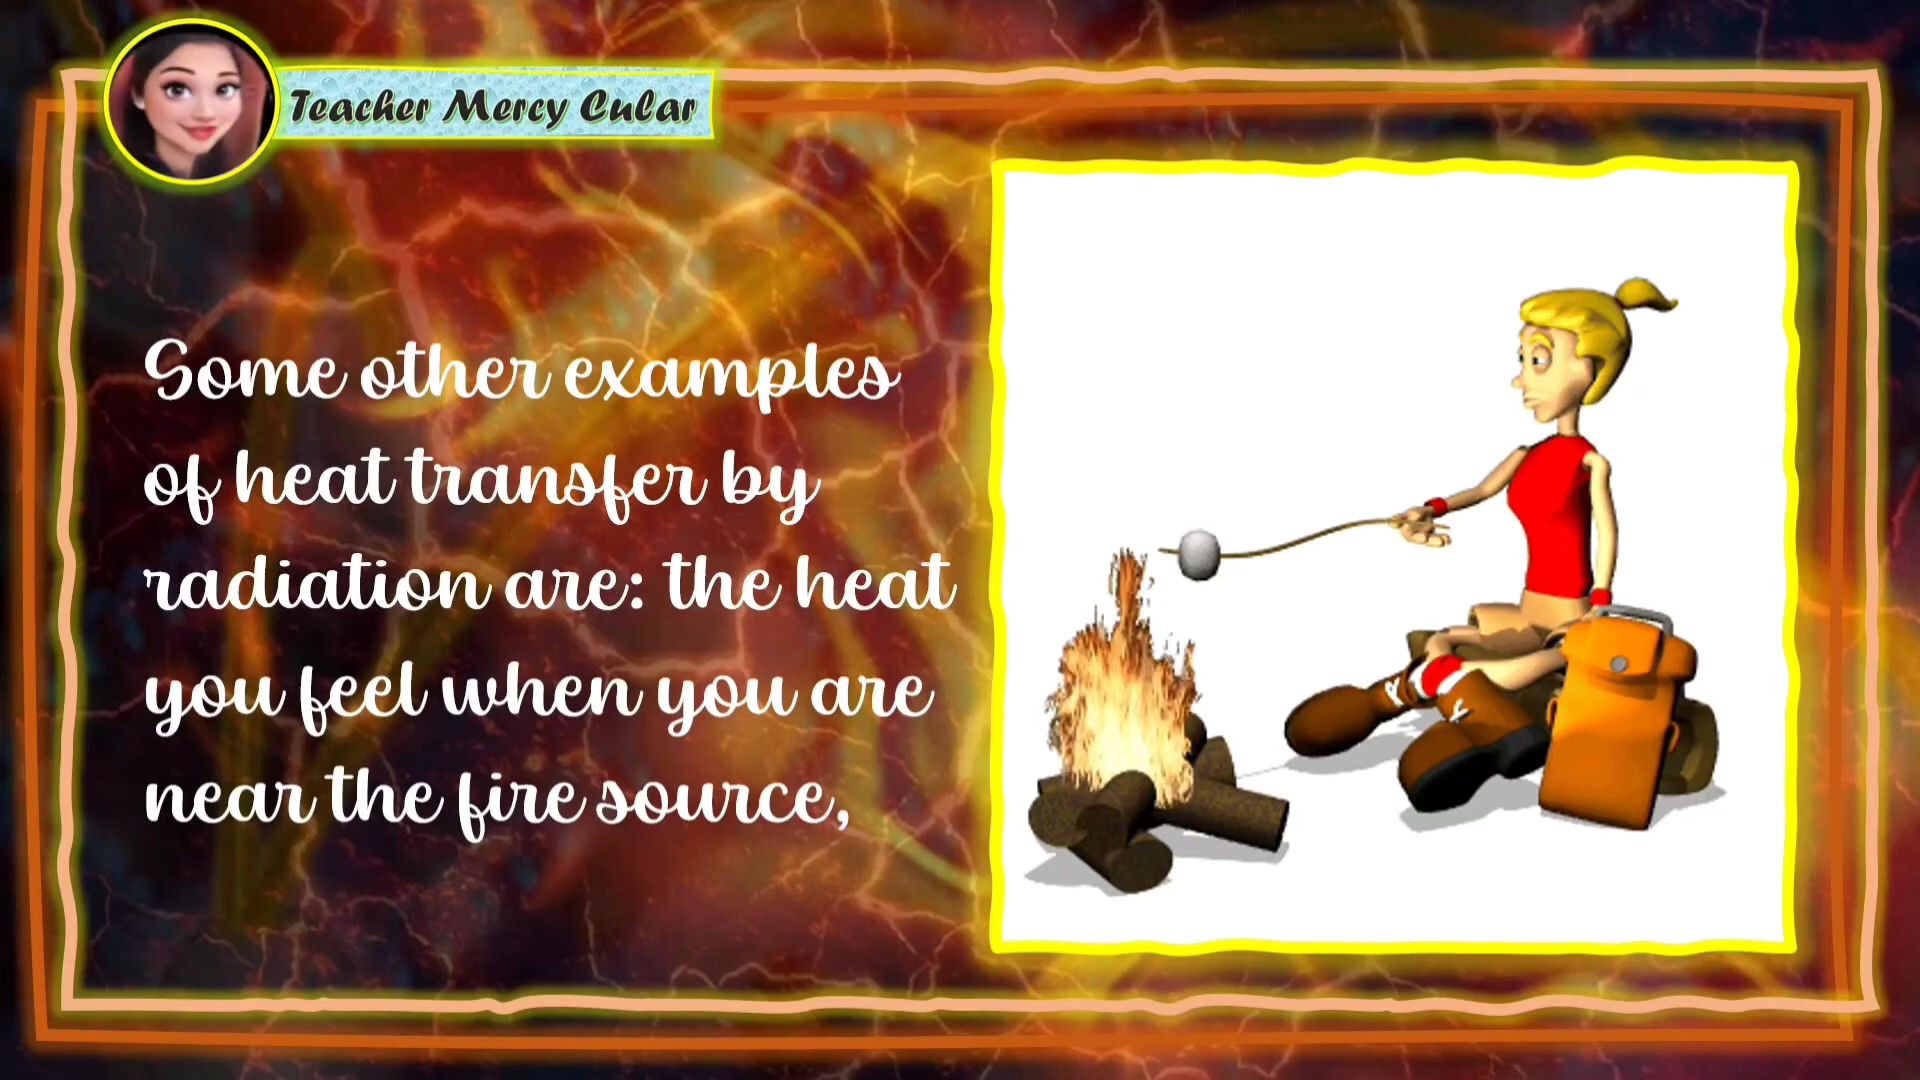 Teacher Mercy Cular
Some other examples
of heat transfer by
radiation are: the heat
you feel when you are
near the fire source,